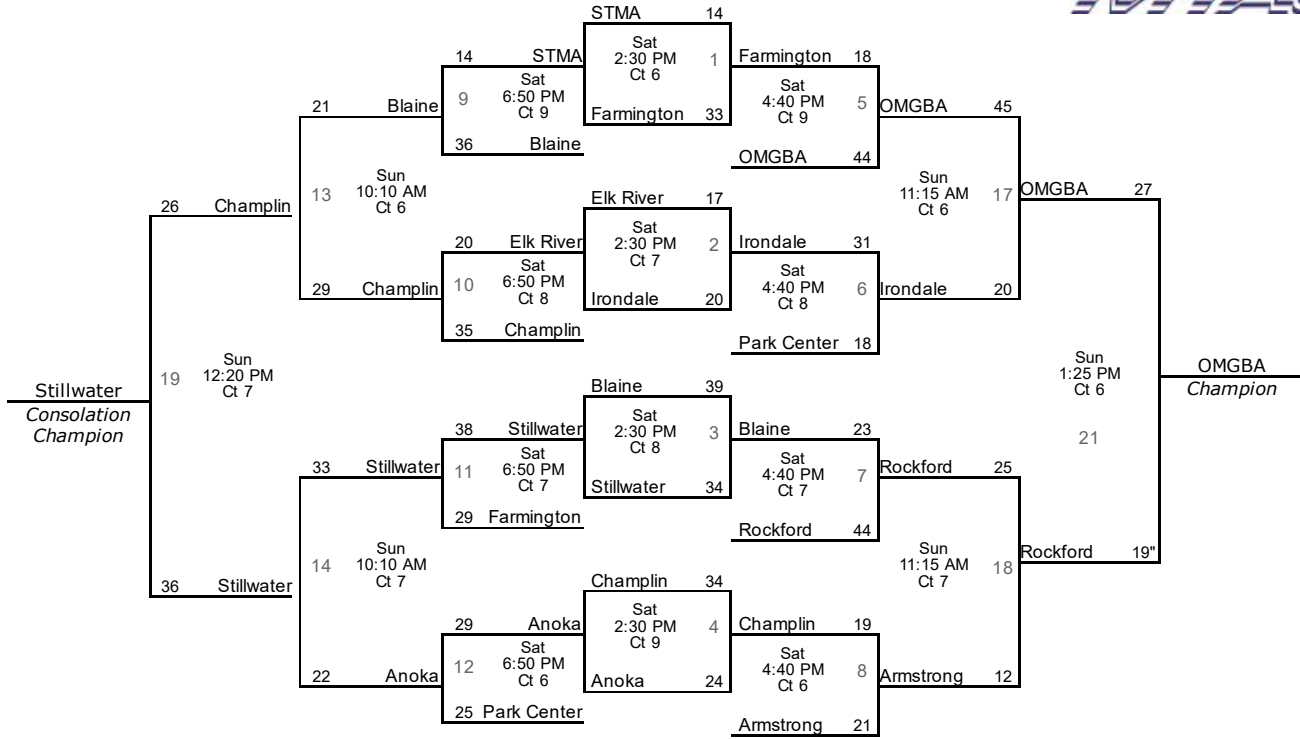 STMA 14
Sat
2:30 PM
Ct 6
1
Farmington 33
14 STMA
9
Sat
6:50 PM
Ct 9
36 Blaine
Farmington 18
Sat
4:40 PM
Ct 9
5
OMGBA 44
21 Blaine
13
Sun
10:10 AM
Ct 6
29 Champlin
OMGBA 45
Sun
11:15 AM
Ct 6
17
Irondale 20
Elk River 17
Sat
2:30 PM
Ct 7
2
Irondale 20
20 Elk River
10
Sat
6:50 PM
Ct 8
35 Champlin
Irondale 31
Sat
4:40 PM
Ct 8
6
Park Center 18
26 Champlin
19
Sun
12:20 PM
Ct 7
36 Stillwater
Stillwater
Consolation
Champion
OMGBA 27
Sun
1:25 PM
Ct 6
21
Rockford 19"
OMGBA
Champion
Blaine 39
Sat
2:30 PM
Ct 8
3
Stillwater 34
38 Stillwater
11
Sat
6:50 PM
Ct 7
29 Farmington
Blaine 23
Sat
4:40 PM
Ct 7
7
Rockford 44
33 Stillwater
14
Sun
10:10 AM
Ct 7
22 Anoka
Rockford 25
Sun
11:15 AM
Ct 7
18
Armstrong 12
Champlin 34
Sat
2:30 PM
Ct 9
4
Anoka 24
29 Anoka
12
Sat
6:50 PM
Ct 6
25 Park Center
Champlin 19
Sat
4:40 PM
Ct 6
8
Armstrong 21